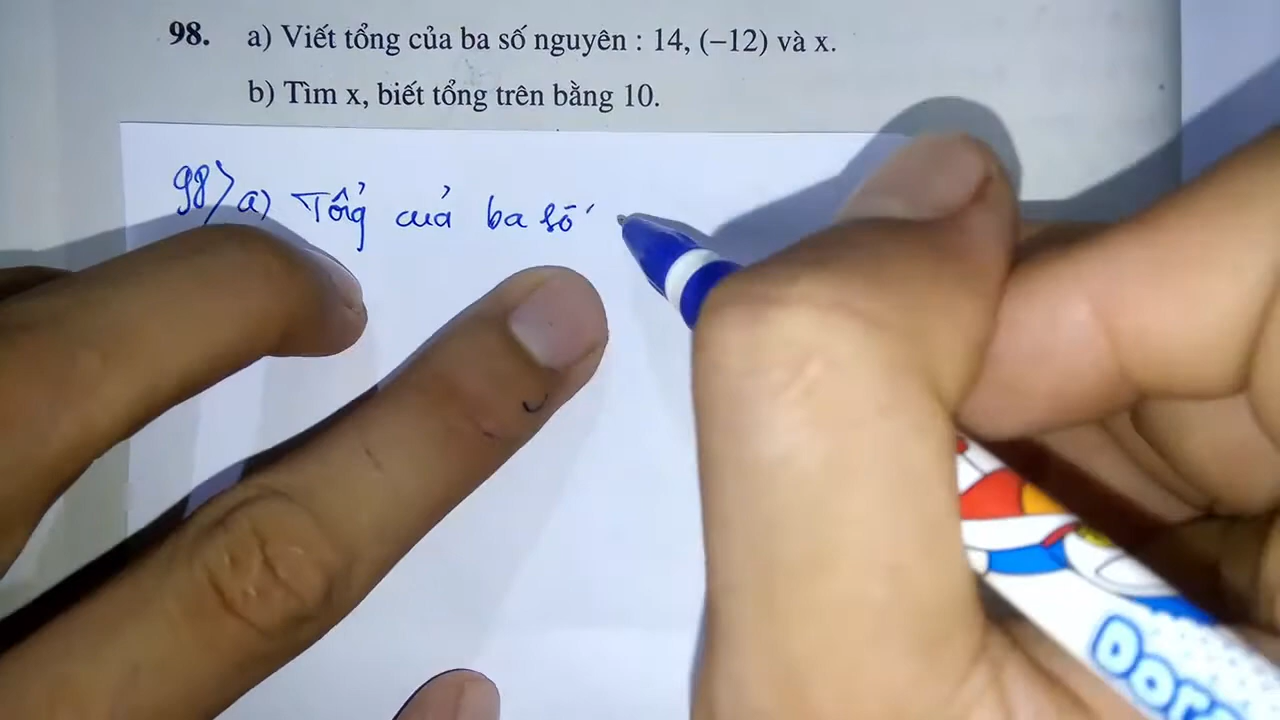 98. a) Viết tổng của ba số nguyên : 14, (−12) và x.
b) Tìm x, biết tổng trên bằng 10.
98) a) Tổng của ba số